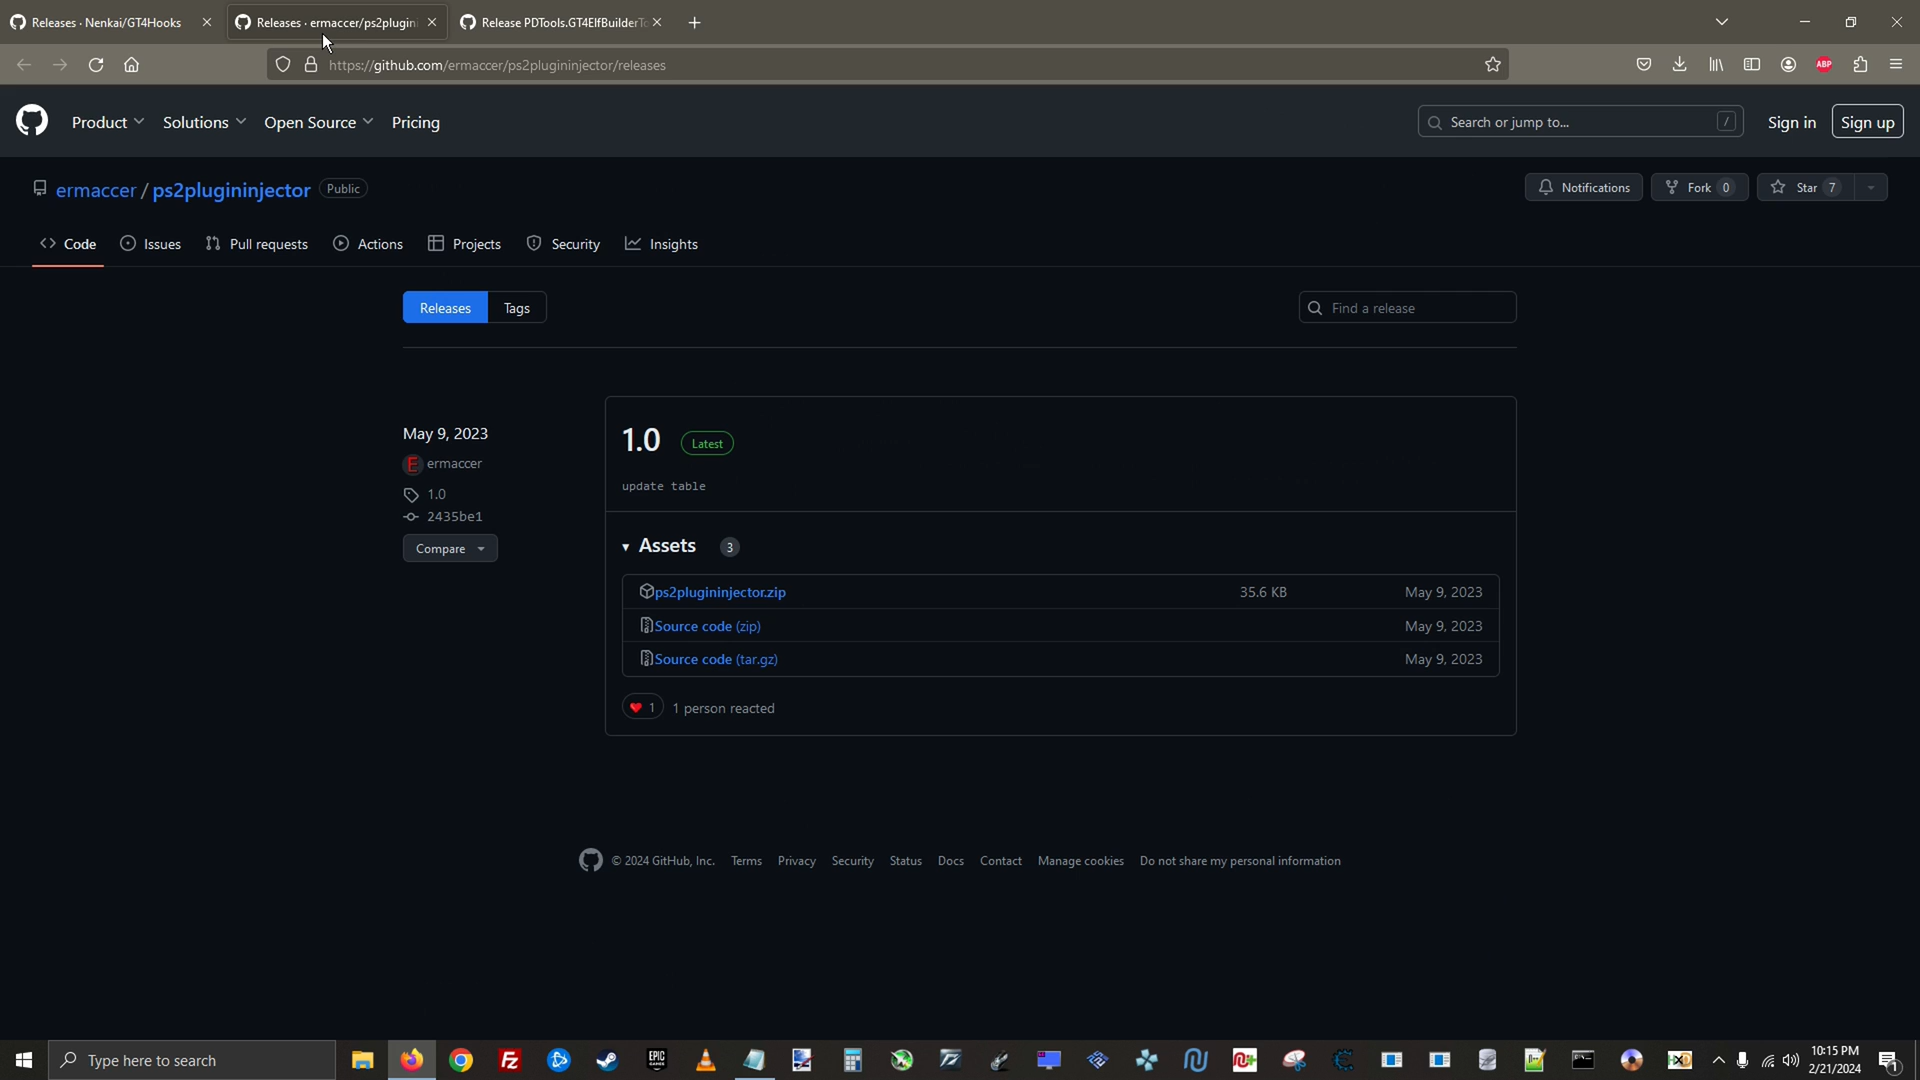 Releases · Nenkai/GT4Hooks
Releases · ermaccer/ps2plugin
Release PDTools.GT4ElfBuilderTo
https://github.com/ermaccer/ps2plugininjector/releases
ABP
Product
Solutions
Open Source
Pricing
Search or jump to...
/
Sign in
Sign up
ermaccer / ps2plugininjector Public
Notifications
Fork 0
Star 7
Code
Issues
Pull requests
Actions
Projects
Security
Insights
Releases
Tags
Find a release
May 9, 2023
E ermaccer
1.0
2435be1
Compare
1.0 Latest
update table
Assets 3
ps2plugininjector.zip 35.6 KB May 9, 2023
Source code (zip) May 9, 2023
Source code (tar.gz) May 9, 2023
1 1 person reacted
© 2024 GitHub, Inc. Terms Privacy Security Status Docs Contact Manage cookies Do not share my personal information
Type here to search
EPIC
GAMES
10:15 PM
2/21/2024
1